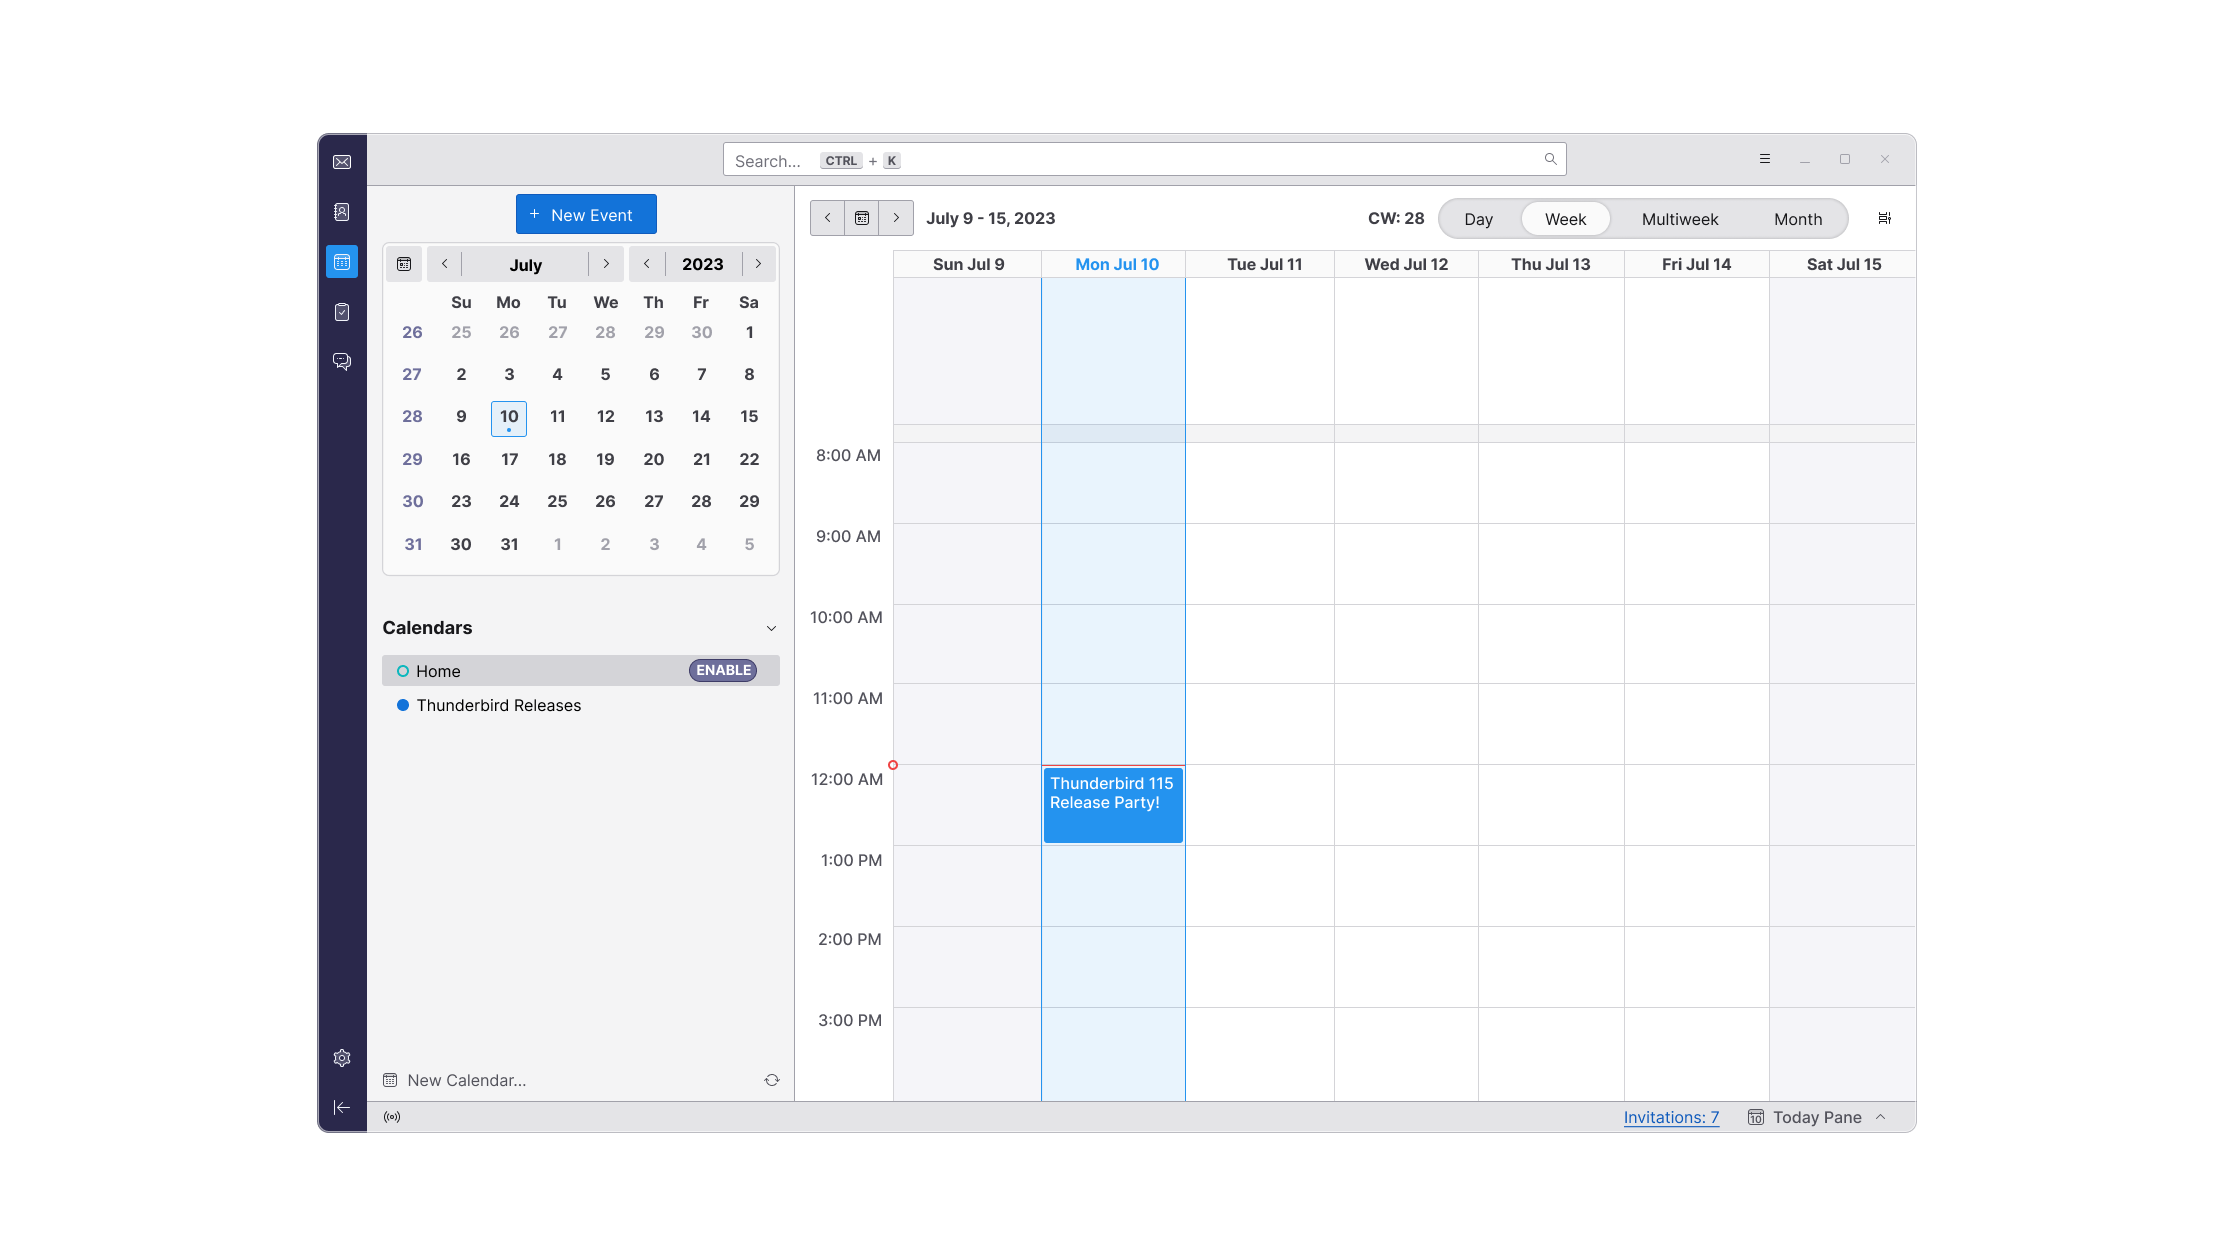 Search... CTRL + K
+ New Event
July 2023
Su Mo Tu We Th Fr Sa
26 25 26 27 28 29 30 1
27 2 3 4 5 6 7 8
28 9 10 11 12 13 14 15
29 16 17 18 19 20 21 22
30 23 24 25 26 27 28 29
31 30 31 1 2 3 4 5
Calendars
Home ENABLE
Thunderbird Releases
New Calendar...
July 9 - 15, 2023 CW: 28 Day Week Multiweek Month
Sun Jul 9 Mon Jul 10 Tue Jul 11 Wed Jul 12 Thu Jul 13 Fri Jul 14 Sat Jul 15
8:00 AM
9:00 AM
10:00 AM
11:00 AM
12:00 AM
Thunderbird 115
Release Party!
1:00 PM
2:00 PM
3:00 PM
Invitations: 7 10 Today Pane